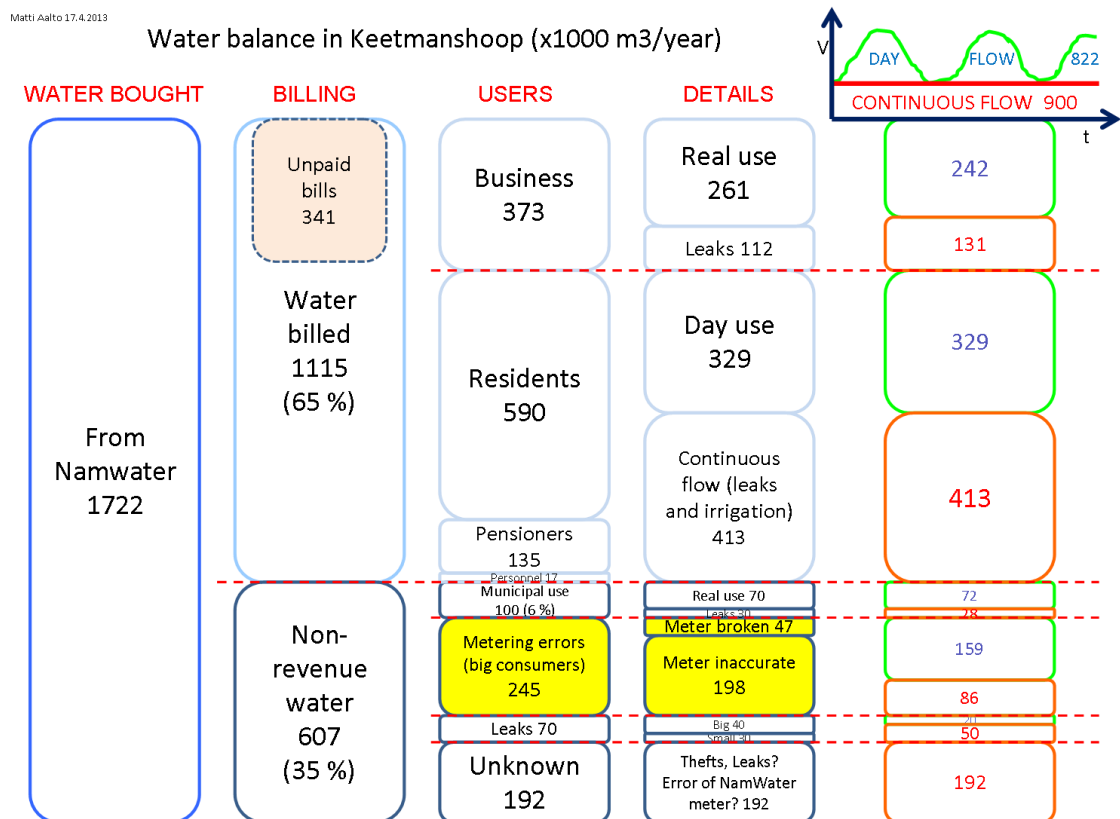 Matti Aalto 17.4.2013
Water balance in Keetmanshoop (x1000 m3/year)
V
DAY
FLOW
822
CONTINUOUS FLOW 900
t
WATER BOUGHT
BILLING
USERS
DETAILS
From
Namwater
1722
Unpaid
bills
341
Water
billed
1115
(65 %)
Non-
revenue
water
607
(35 %)
Business
373
Residents
590
Pensioners
135
Personnel 17
Municipal use
100 (6 %)
Metering errors
(big consumers)
245
Leaks 70
Unknown
192
Real use
261
Leaks 112
Day use
329
Continuous
flow (leaks
and irrigation)
413
Real use 70
Leaks 30
Meter broken 47
Meter inaccurate
198
Big 40
Small 30
Thefts, Leaks?
Error of NamWater
meter? 192
242
131
329
413
72
28
159
86
20
50
192